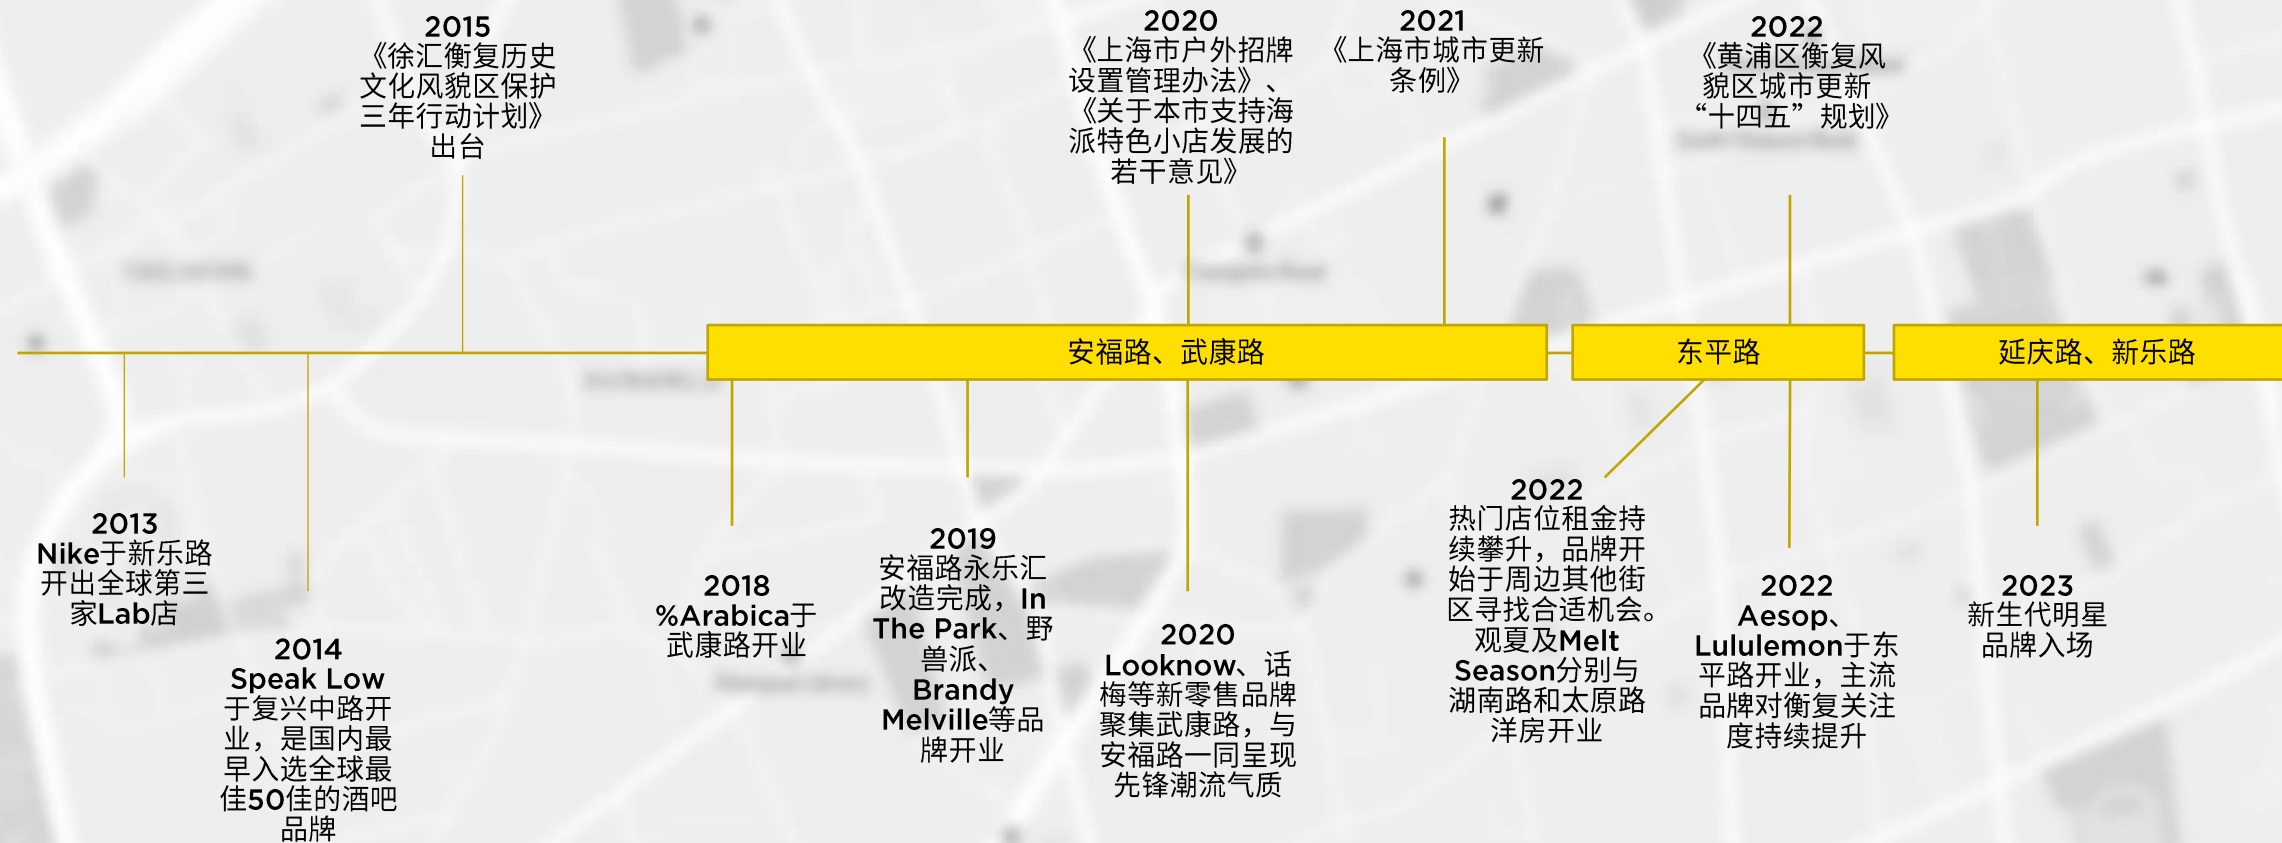 2015
《徐汇衡复历史
文化风貌区保护
三年行动计划》
出台
2020
《上海市户外招牌
设置管理办法》、
《关于本市支持海
派特色小店发展的
若干意见》
2021
《上海市城市更新
条例》
2022
《黄浦区衡复风
貌区城市更新
“十四五”规划》
安福路、武康路
东平路
延庆路、新乐路
2013
Nike于新乐路
开出全球第三
家Lab店
2014
Speak Low
于复兴中路开
业，是国内最
早入选全球最
佳50佳的酒吧
品牌
2018
%Arabica于
武康路开业
2019
安福路永乐汇
改造完成，In
The Park、野
兽派、
Brandy
Melville等品
牌开业
2020
Looknow、话
梅等新零售品牌
聚集武康路，与
安福路一同呈现
先锋潮流气质
2022
热门店位租金持
续攀升，品牌开
始于周边其他街
区寻找合适机会。
观夏及Melt
Season分别与
湖南路和太原路
洋房开业
2022
Aesop、
Lululemon于东
平路开业，主流
品牌对衡复关注
度持续提升
2023
新生代明星
品牌入场